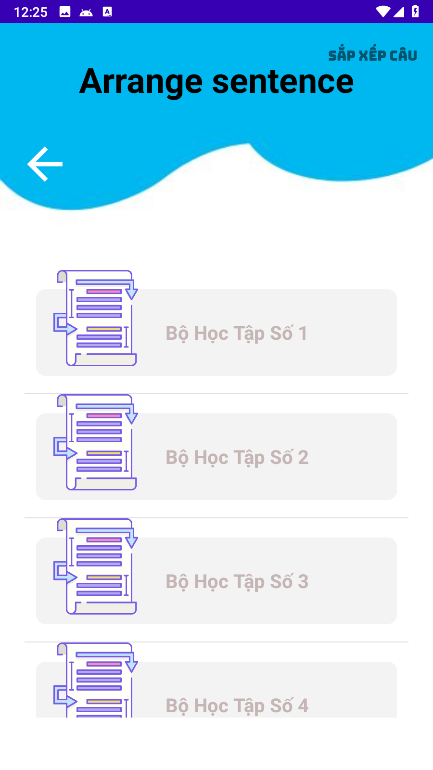 12:25
SẮP XẾP CÂU
Arrange sentence
Bộ Học Tập Số 1
Bộ Học Tập Số 2
Bộ Học Tập Số 3
Bộ Học Tập Số 4